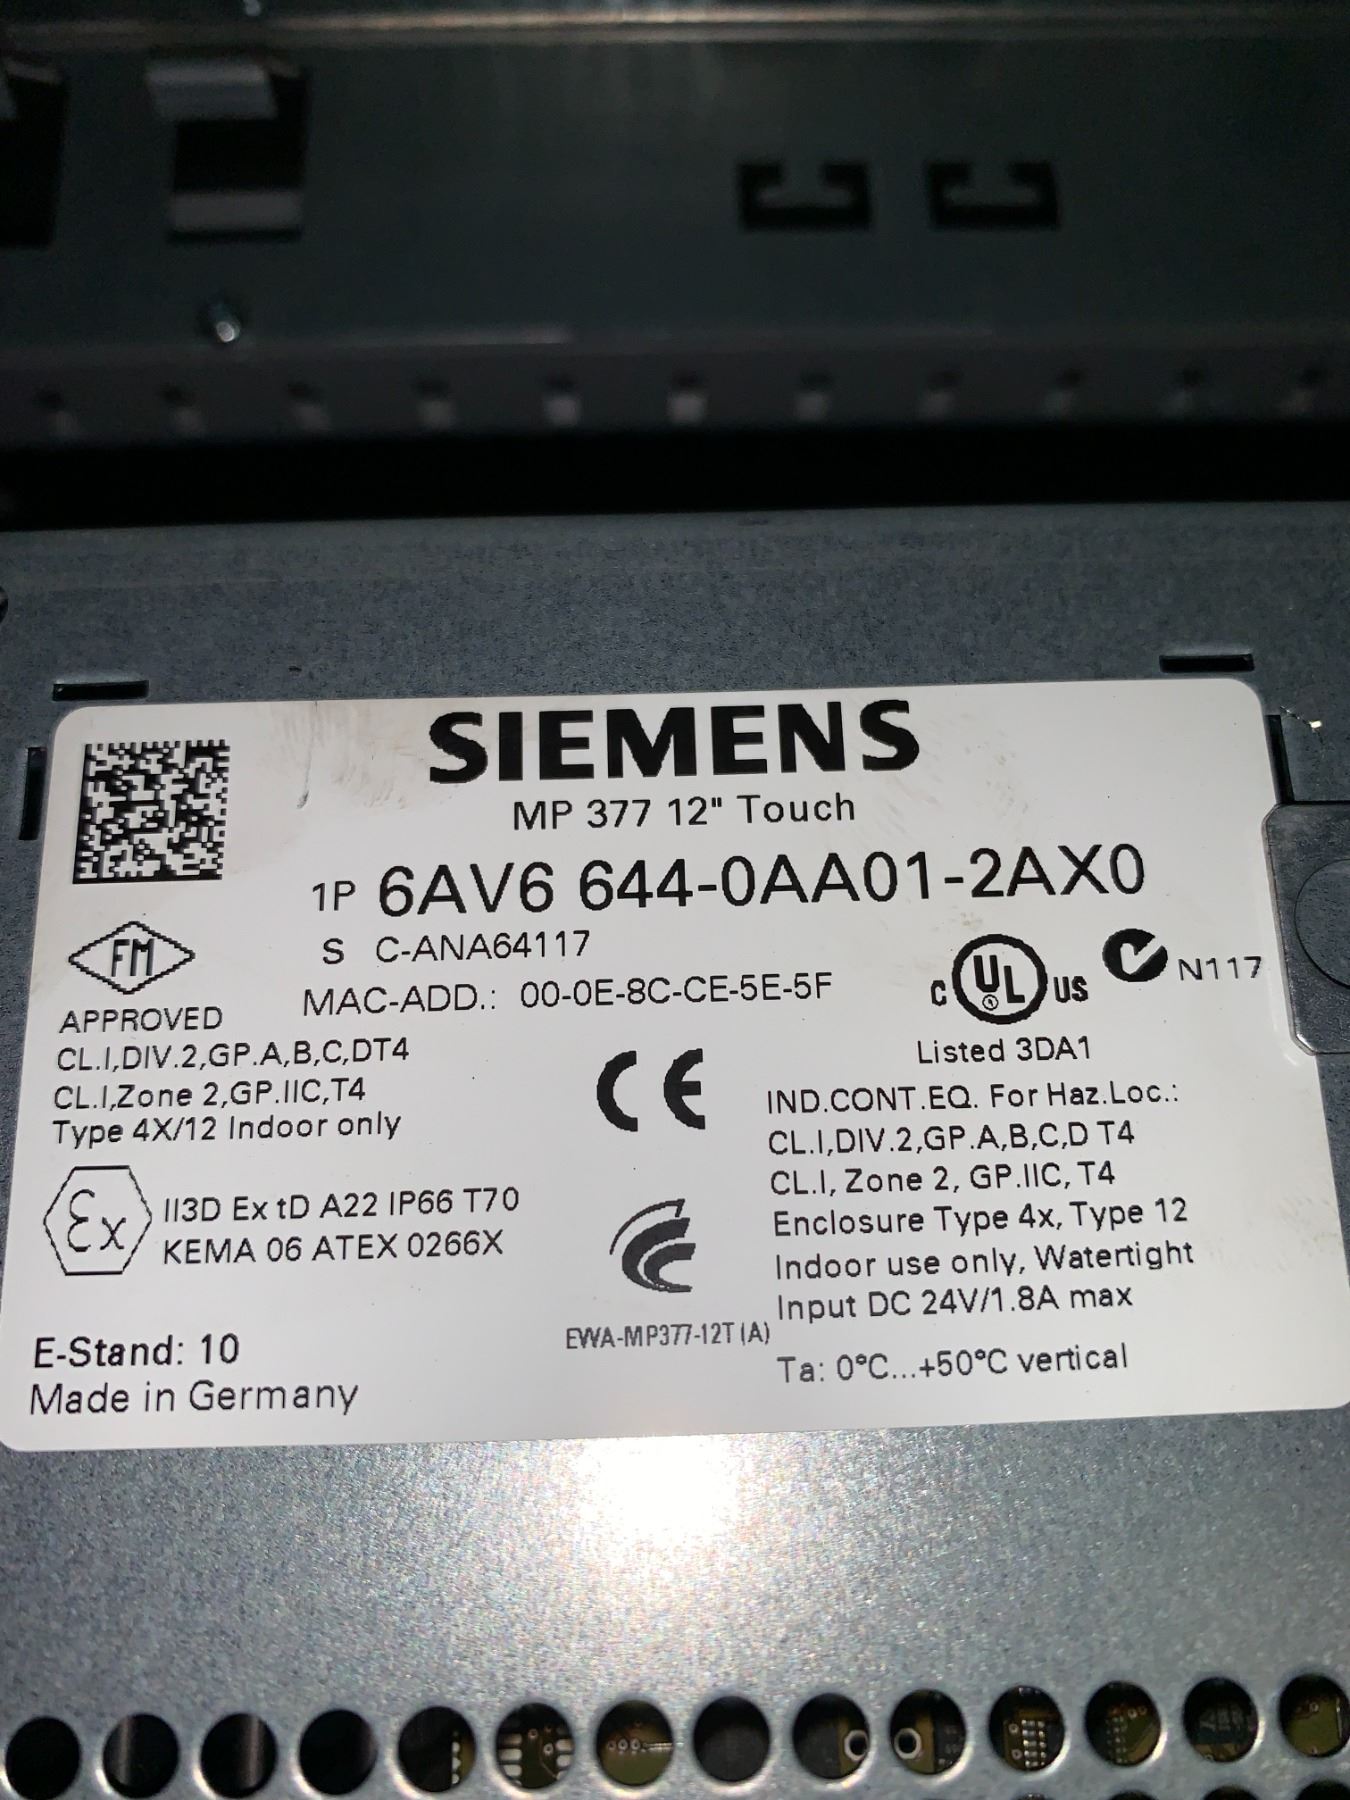 SIEMENS
MP 377 12" Touch
1P 6AV6 644-0AA01-2AX0
S C-ANA64117
MAC-ADD.: 00-0E-8C-CE-5E-5F
FM
APPROVED
CL.I,DIV.2,GP.A,B,C,DT4
CL.I,Zone 2,GP.IIC,T4
Type 4X/12 Indoor only
Ex
II3D Ex tD A22 IP66 T70
KEMA 06 ATEX 0266X
E-Stand: 10
Made in Germany
CE
EWA-MP377-12T(A)
C UL US N117
Listed 3DA1
IND.CONT.EQ. For Haz.Loc.:
CL.I,DIV.2,GP.A,B,C,D T4
CL.I, Zone 2, GP.IIC, T4
Enclosure Type 4x, Type 12
Indoor use only, Watertight
Input DC 24V/1.8A max
Ta: 0°C...+50°C vertical